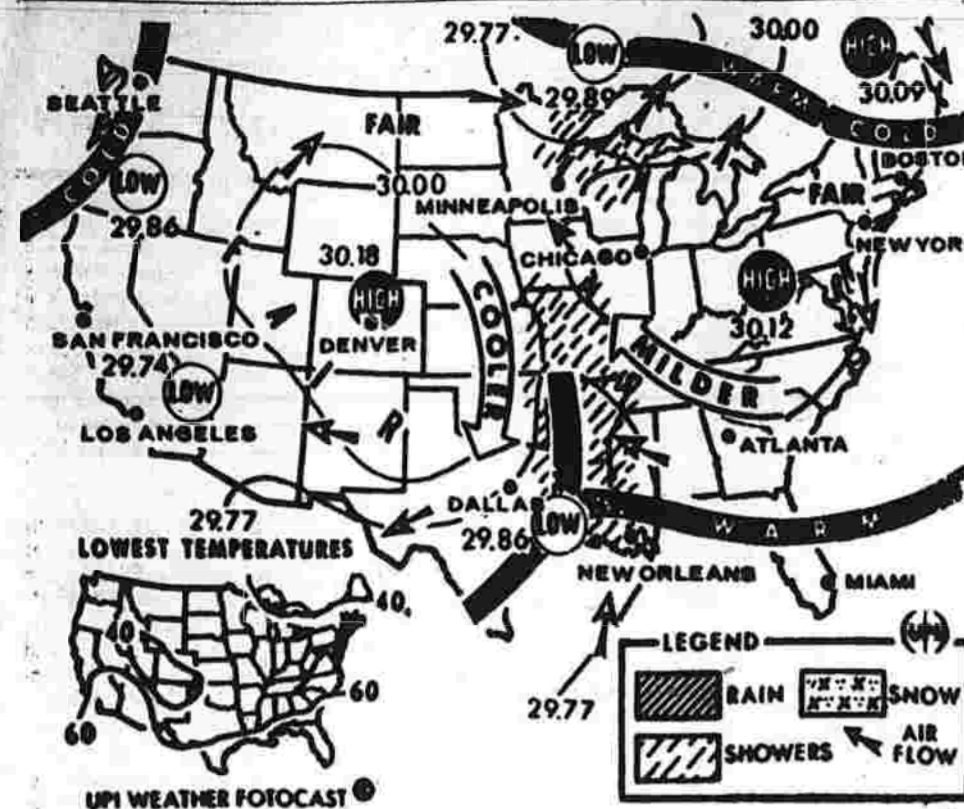 29.77
LOW
30.00
HIGH
29.89
30.09
WARM
COLD
SEATTLE
FAIR
BOSTON
COLD
LOW
30.00
FAIR
29.86
MINNEAPOLIS
NEW YOR
30.18
CHICAGO
HIGH
HIGH
30.12
COOLER
SAN FRANCISCO
DENVER
29.74
MILDER
LOW
LOS ANGELES
ATLANTA
DALLAS
29.77
29.86
LOW
WARM
LOWEST TEMPERATURES
NEW ORLEANS
MIAMI
40
40
60
60
29.77
LEGEND
UPI
RAIN
SNOW
SHOWERS
AIR
FLOW
UPI WEATHER FOTOCAST ©